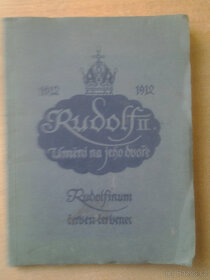 1612 1912
Rudolf II.
Umění na jeho dvoře
Rudolfinum
červen-červenec